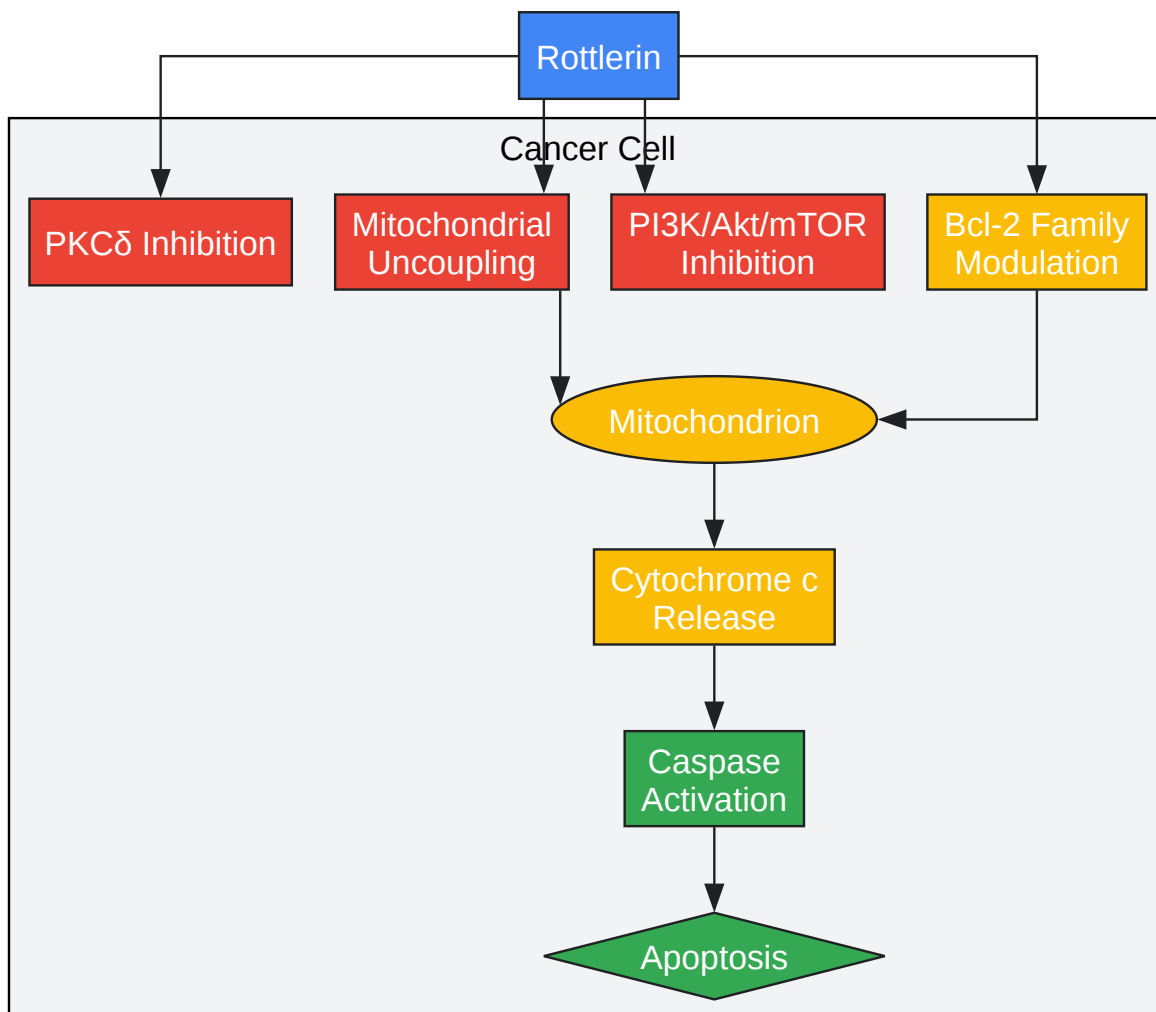 Rottlerin
Cancer Cell
PKCδ Inhibition
Mitochondrial
Uncoupling
PI3K/Akt/mTOR
Inhibition
Bcl-2 Family
Modulation
Mitochondrion
Cytochrome c
Release
Caspase
Activation
Apoptosis